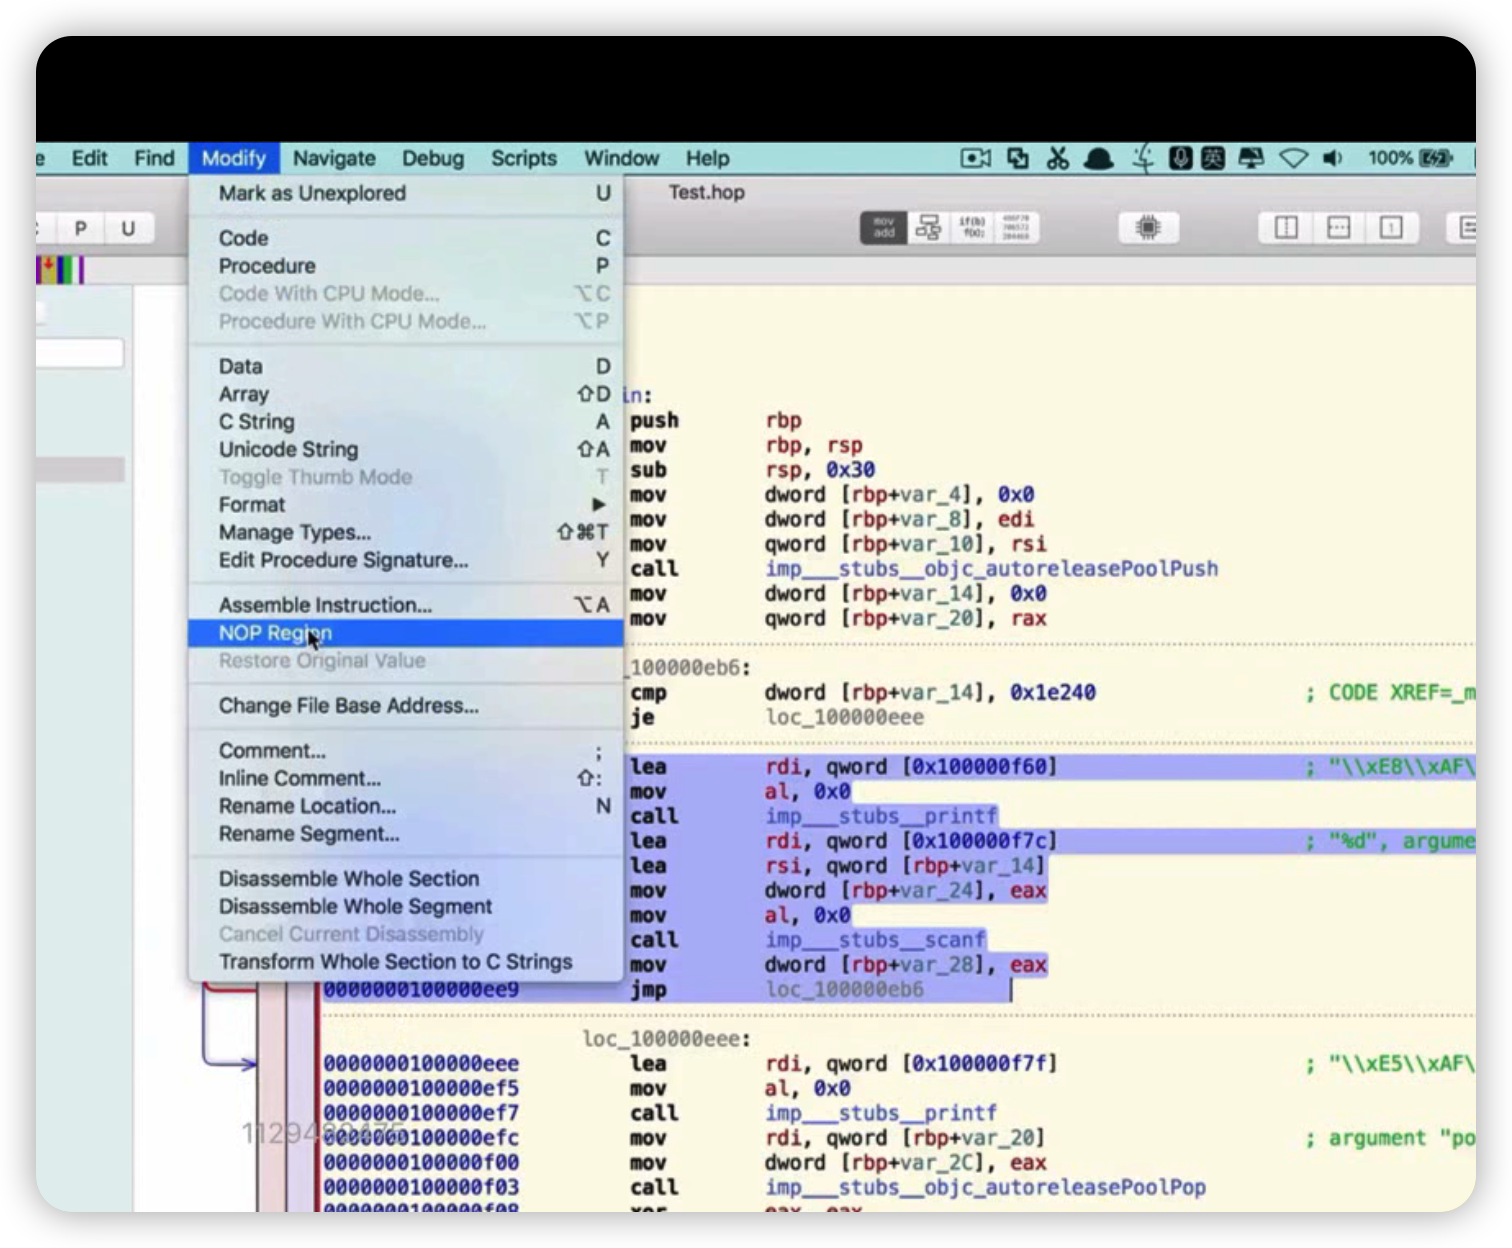 Edit Find Modify Navigate Debug Scripts Window Help 英 100%
Test.hop
P U mov add if(b) f(x);
Mark as Unexplored U
Code C
Procedure P
Code With CPU Mode... ⌥C
Procedure With CPU Mode... ⌥P
Data D
Array ⇧D
C String A
Unicode String ⇧A
Toggle Thumb Mode T
Format ▶
Manage Types... ⇧⌘T
Edit Procedure Signature... Y
Assemble Instruction... ⌥A
NOP Region
Restore Original Value
Change File Base Address...
Comment... ;
Inline Comment... ⇧:
Rename Location... N
Rename Segment...
Disassemble Whole Section
Disassemble Whole Segment
Cancel Current Disassembly
Transform Whole Section to C Strings
in:
push rbp
mov rbp, rsp
sub rsp, 0x30
mov dword [rbp+var_4], 0x0
mov dword [rbp+var_8], edi
mov qword [rbp+var_10], rsi
call imp___stubs__objc_autoreleasePoolPush
mov dword [rbp+var_14], 0x0
mov qword [rbp+var_20], rax
_100000eb6:
cmp dword [rbp+var_14], 0x1e240 ; CODE XREF=_m
je loc_100000eee
lea rdi, qword [0x100000f60] ; "\\xE8\\xAF\
mov al, 0x0
call imp___stubs__printf
lea rdi, qword [0x100000f7c] ; "%d", argume
lea rsi, qword [rbp+var_14]
mov dword [rbp+var_24], eax
mov al, 0x0
call imp___stubs__scanf
mov dword [rbp+var_28], eax
0000000100000ee9 jmp loc_100000eb6
loc_100000eee:
0000000100000eee lea rdi, qword [0x100000f7f] ; "\\xE5\\xAF\
0000000100000ef5 mov al, 0x0
0000000100000ef7 call imp___stubs__printf
0000000100000efc mov rdi, qword [rbp+var_20] ; argument "po
0000000100000f00 mov dword [rbp+var_2C], eax
0000000100000f03 call imp___stubs__objc_autoreleasePoolPop
0000000100000f08 xor eax, eax